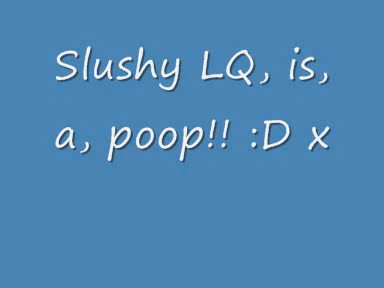 Slushy LQ, is,
a, poop!! :D x